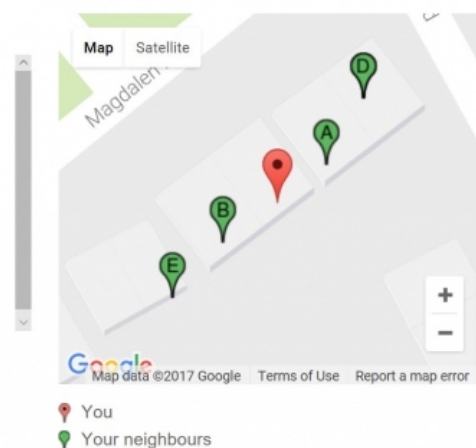 Map Satellite
Magdalen
D
A
B
E
+
−
Google
Map data ©2017 Google Terms of Use Report a map error
You
Your neighbours